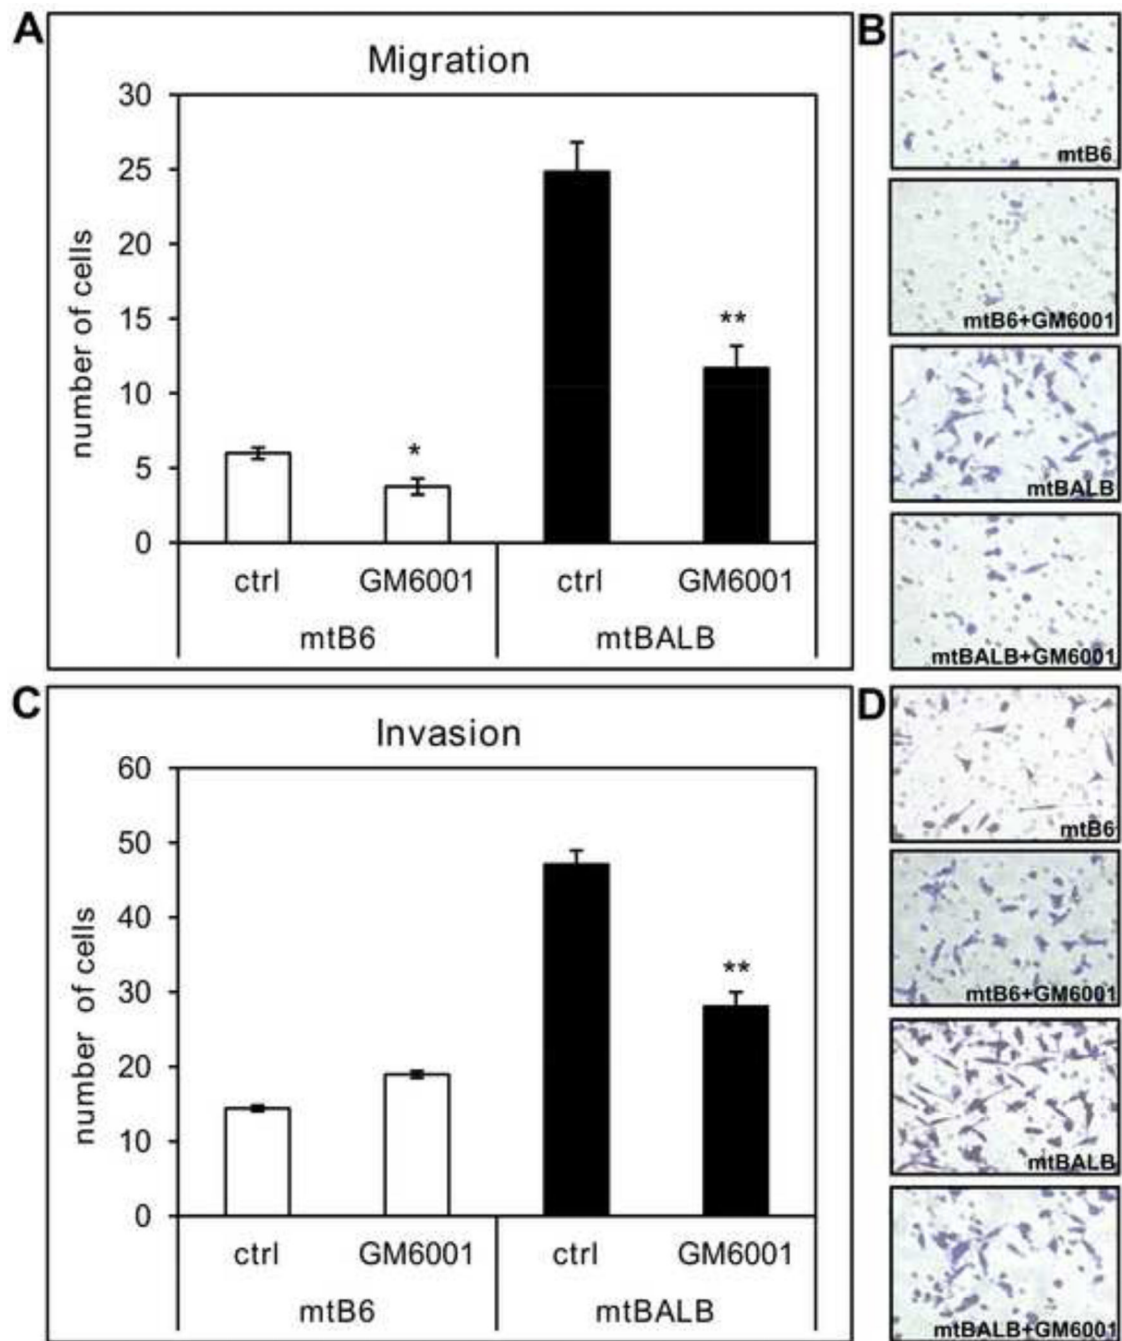 A
Migration
30
25
20
15
10
5
0
number of cells
*
**
ctrl GM6001 ctrl GM6001
mtB6 mtBALB
B
mtB6
mtB6+GM6001
mtBALB
mtBALB+GM6001
C
Invasion
60
50
40
30
20
10
0
number of cells
**
ctrl GM6001 ctrl GM6001
mtB6 mtBALB
D
mtB6
mtB6+GM6001
mtBALB
mtBALB+GM6001